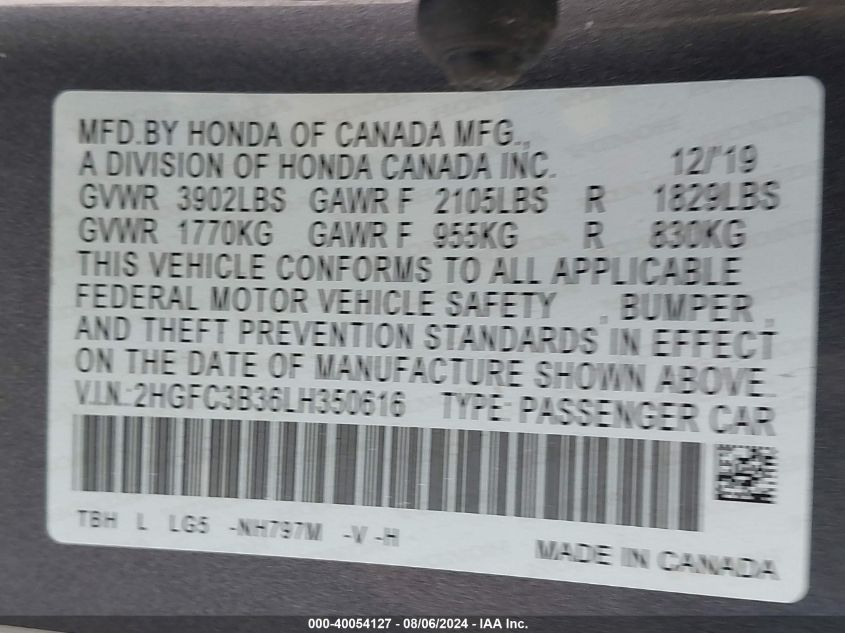 MFD.BY HONDA OF CANADA MFG.,
A DIVISION OF HONDA CANADA INC. 12/'19
GVWR 3902LBS GAWR F 2105LBS R 1829LBS
GVWR 1770KG GAWR F 955KG R 830KG
THIS VEHICLE CONFORMS TO ALL APPLICABLE
FEDERAL MOTOR VEHICLE SAFETY , BUMPER ,
AND THEFT PREVENTION STANDARDS IN EFFECT
ON THE DATE OF MANUFACTURE SHOWN ABOVE.
V.I.N.:2HGFC3B36LH350616 TYPE: PASSENGER CAR
TBH L LG5 -NH797M -V -H
MADE IN CANADA
000-40054127 - 08/06/2024 - IAA Inc.